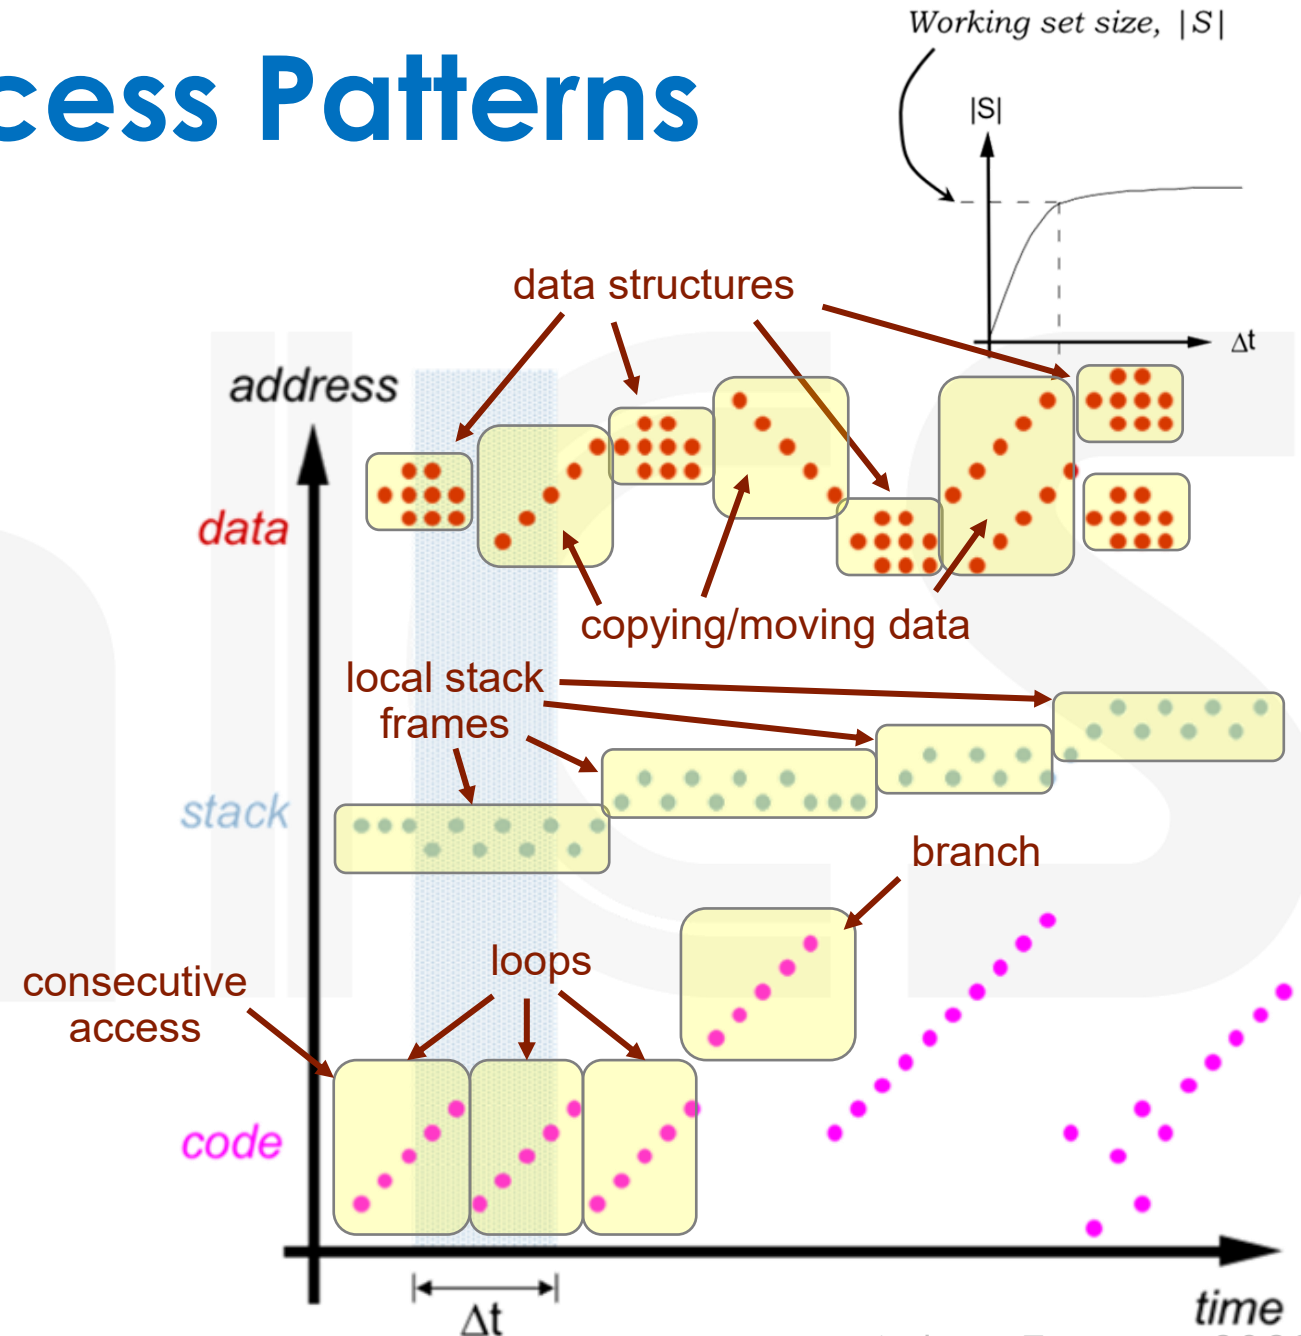 Working set size, |S|
cess Patterns
|S|
Δt
data structures
address
data
copying/moving data
local stack
frames
stack
branch
loops
consecutive
access
code
Δt
time